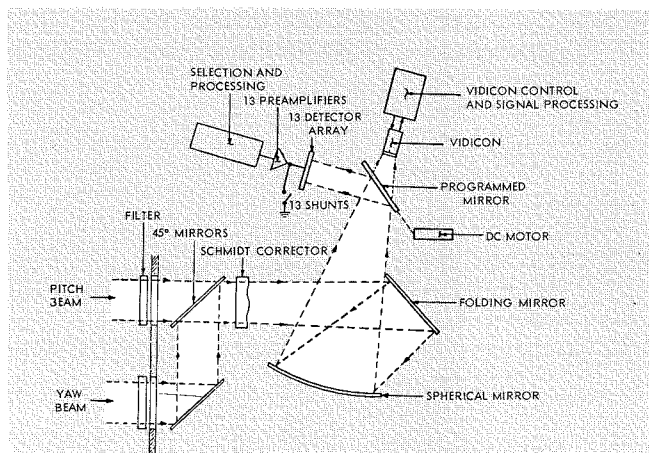 SELECTION AND
PROCESSING
13 PREAMPLIFIERS
13 DETECTOR
ARRAY
VIDICON CONTROL
AND SIGNAL PROCESSING
VIDICON
PROGRAMMED
MIRROR
13 SHUNTS
DC MOTOR
FILTER
45° MIRRORS
SCHMIDT CORRECTOR
PITCH
3EAM
FOLDING MIRROR
YAW
BEAM
SPHERICAL MIRROR